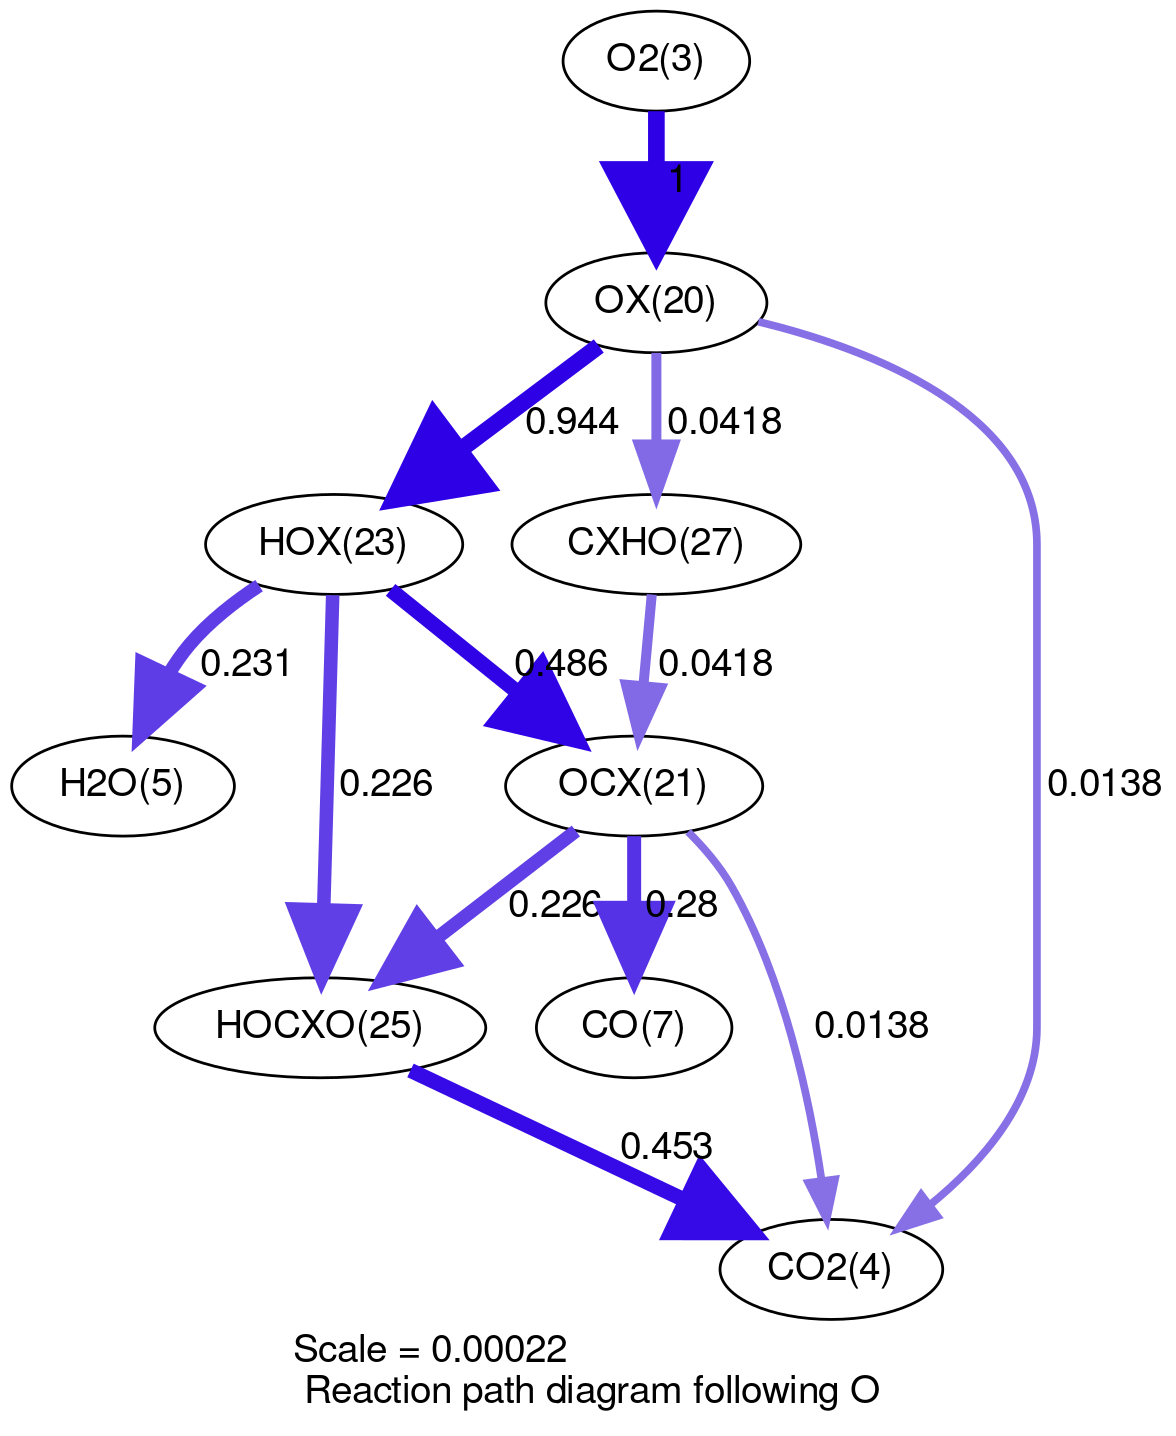 O2(3)
1
OX(20)
0.944
0.0418
HOX(23)
CXHO(27)
0.231
0.486
0.0418
H2O(5)
0.226
OCX(21)
0.0138
0.226
0.28
HOCXO(25)
CO(7)
0.0138
0.453
CO2(4)
Scale = 0.00022
Reaction path diagram following O